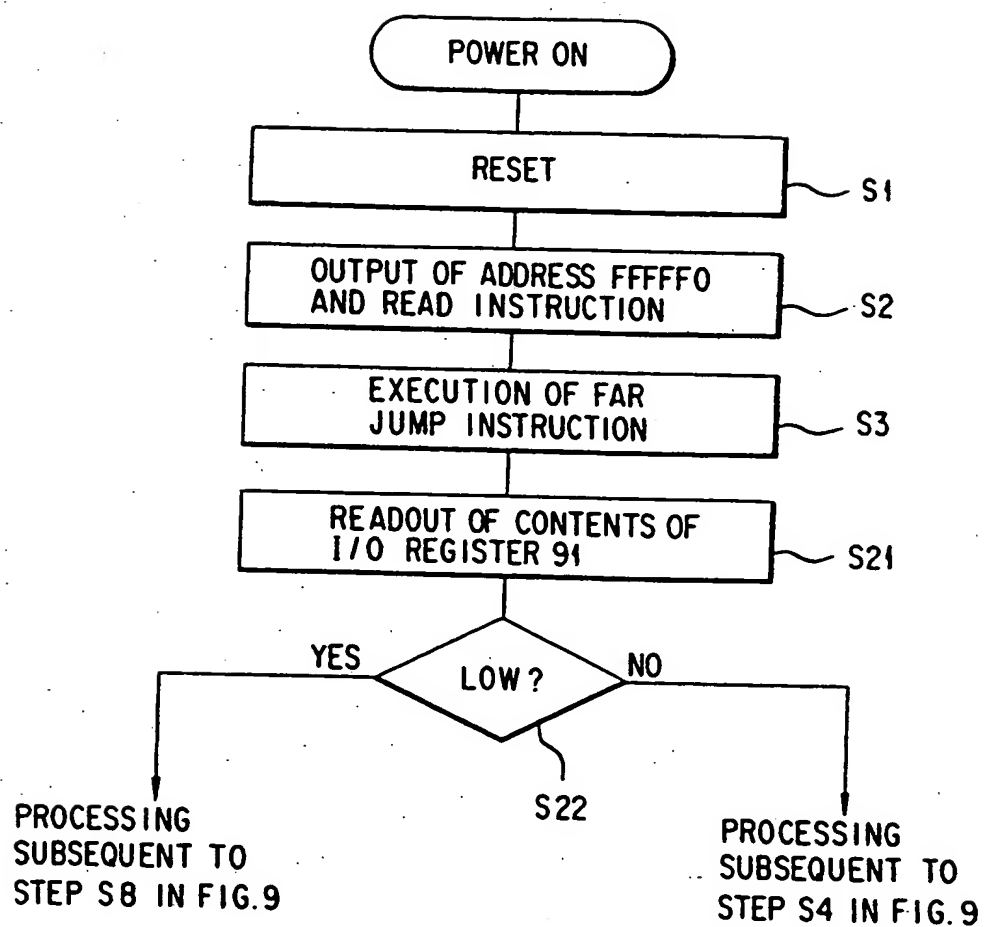 POWER ON
RESET
S1
OUTPUT OF ADDRESS FFFFF0
AND READ INSTRUCTION
S2
EXECUTION OF FAR
JUMP INSTRUCTION
S3
READOUT OF CONTENTS OF
I/O REGISTER 91
S21
YES
LOW?
NO
S22
PROCESSING
SUBSEQUENT TO
STEP S8 IN FIG.9
PROCESSING
SUBSEQUENT TO
STEP S4 IN FIG.9